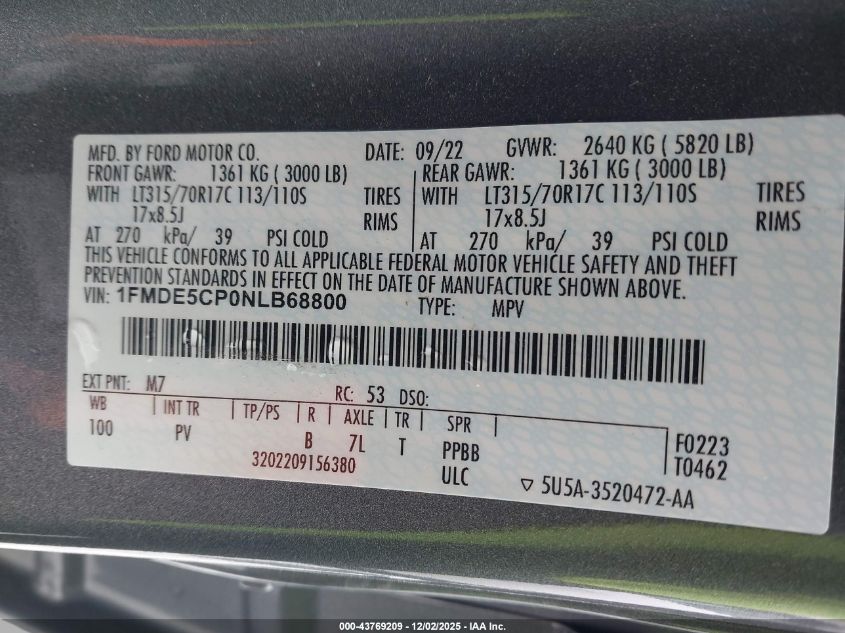 MFD. BY FORD MOTOR CO. DATE: 09/22 GVWR: 2640 KG ( 5820 LB)
FRONT GAWR: 1361 KG ( 3000 LB) REAR GAWR: 1361 KG ( 3000 LB)
WITH LT315/70R17C 113/110S TIRES WITH LT315/70R17C 113/110S TIRES
17x8.5J RIMS 17x8.5J RIMS
AT 270 kPa/ 39 PSI COLD AT 270 kPa/ 39 PSI COLD
THIS VEHICLE CONFORMS TO ALL APPLICABLE FEDERAL MOTOR VEHICLE SAFETY AND THEFT
PREVENTION STANDARDS IN EFFECT ON THE DATE OF MANUFACTURE SHOWN ABOVE.
VIN: 1FMDE5CP0NLB68800 TYPE: MPV
EXT PNT: M7 RC: 53 DSO:
WB INT TR TP/PS R AXLE TR SPR
100 PV B 7L T PPBB F0223
3202209156380 ULC T0462
5U5A-3520472-AA
000-43769209 - 12/02/2025 - IAA Inc.